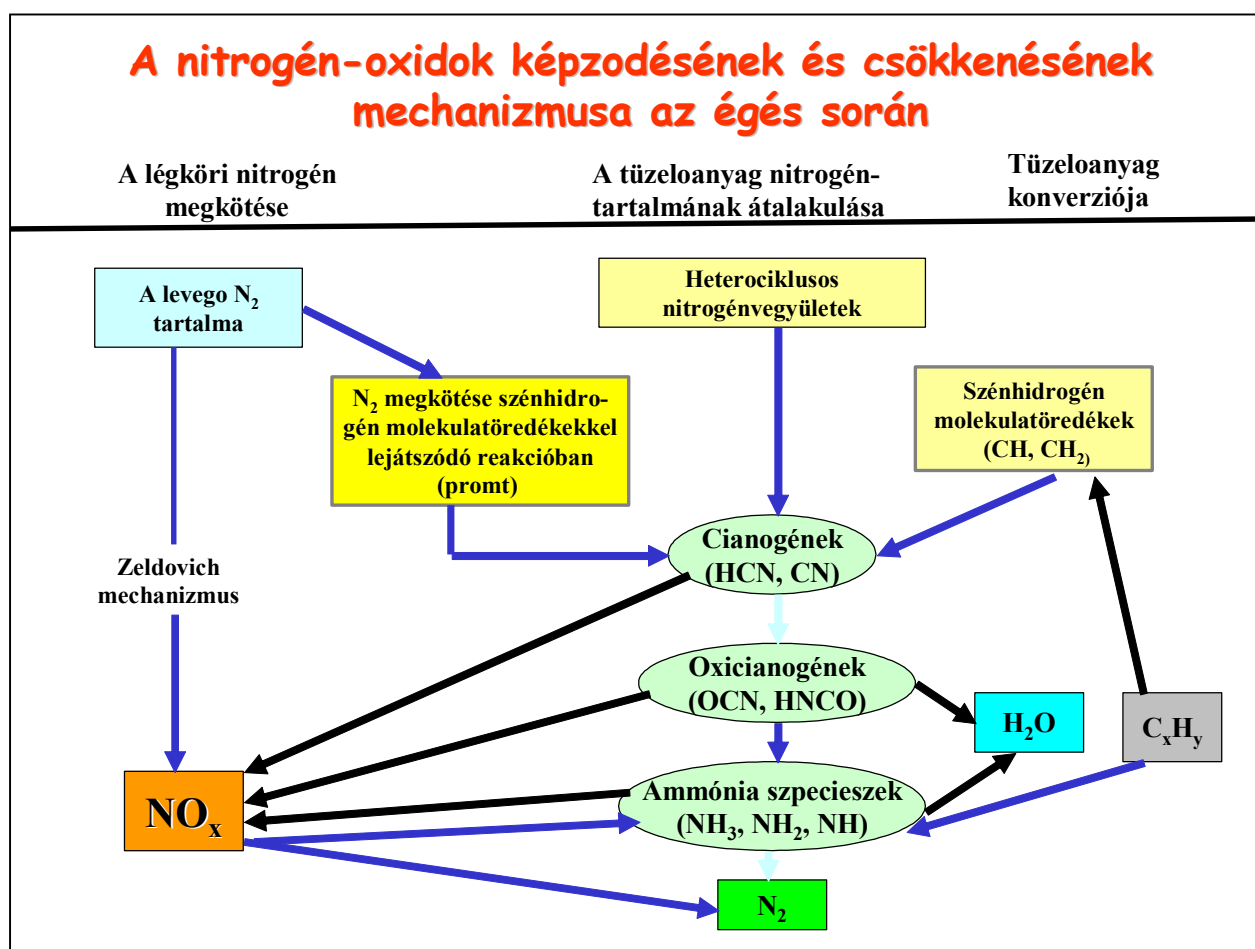 A nitrogén-oxidok képzodésének és csökkenésének
mechanizmusa az égés során
A légköri nitrogén
megkötése
A tüzeloanyag nitrogén-
tartalmának átalakulása
Tüzeloanyag
konverziója
A levego N₂
tartalma
Heterociklusos
nitrogénvegyületek
N₂ megkötése szénhidro-
gén molekulatöredékekkel
lejátszódó reakcióban
(promt)
Szénhidrogén
molekulatöredékek
(CH, CH₂₎
Cianogének
(HCN, CN)
Zeldovich
mechanizmus
Oxicianogének
(OCN, HNCO)
H₂O
CₓHᵧ
NOₓ
Ammónia szpecieszek
(NH₃, NH₂, NH)
N₂